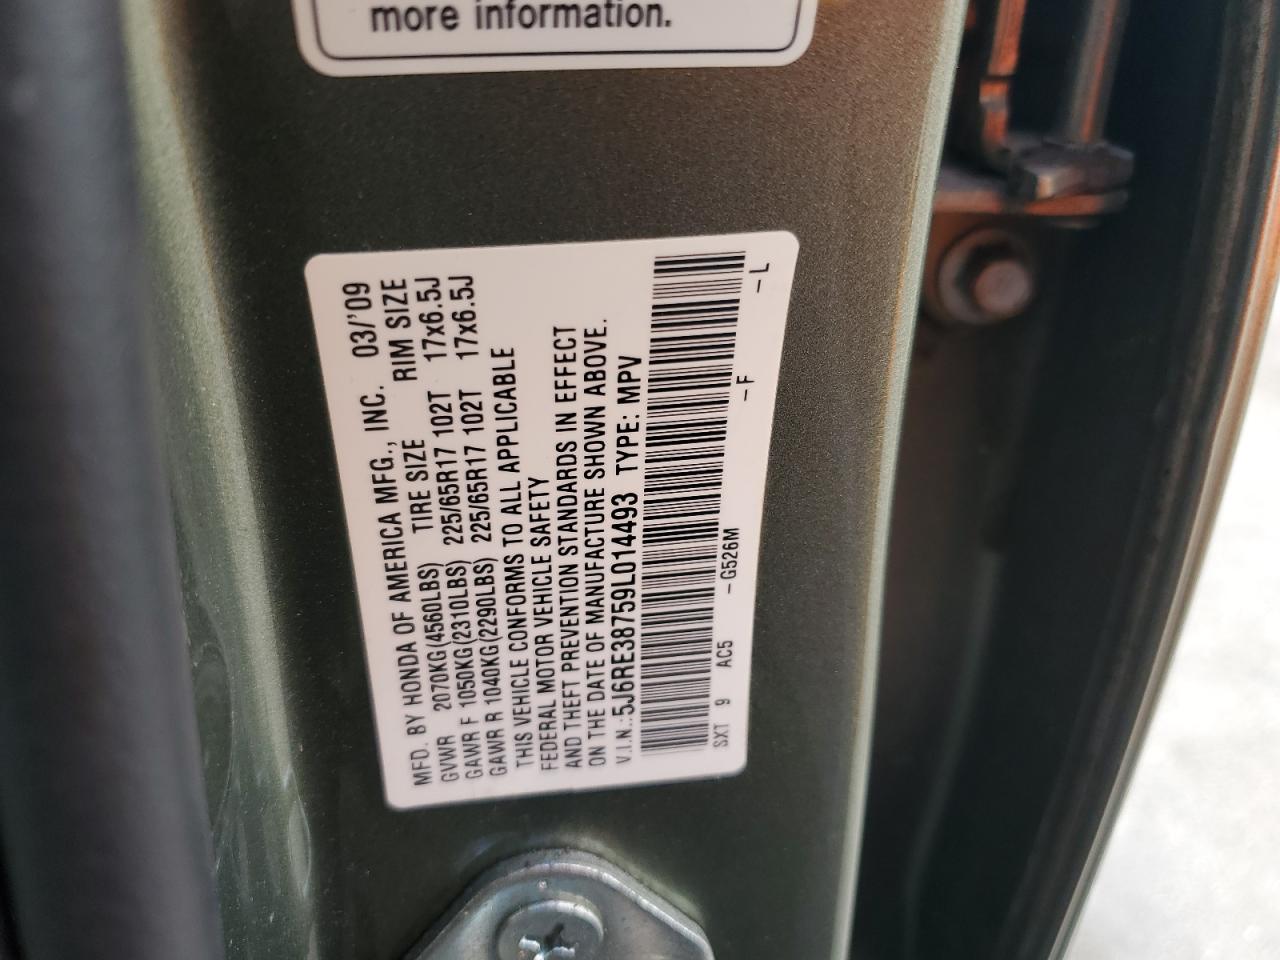 more information.
MFD. BY HONDA OF AMERICA MFG., INC. 03/'09
GVWR 2070KG(4560LBS) TIRE SIZE RIM SIZE
GAWR F 1050KG(2310LBS) 225/65R17 102T 17x6.5J
GAWR R 1040KG(2290LBS) 225/65R17 102T 17x6.5J
THIS VEHICLE CONFORMS TO ALL APPLICABLE
FEDERAL MOTOR VEHICLE SAFETY
AND THEFT PREVENTION STANDARDS IN EFFECT
ON THE DATE OF MANUFACTURE SHOWN ABOVE.
V.I.N.:5J6RE38759L014493 TYPE: MPV
SXT 9 AC5 -G526M -F -L